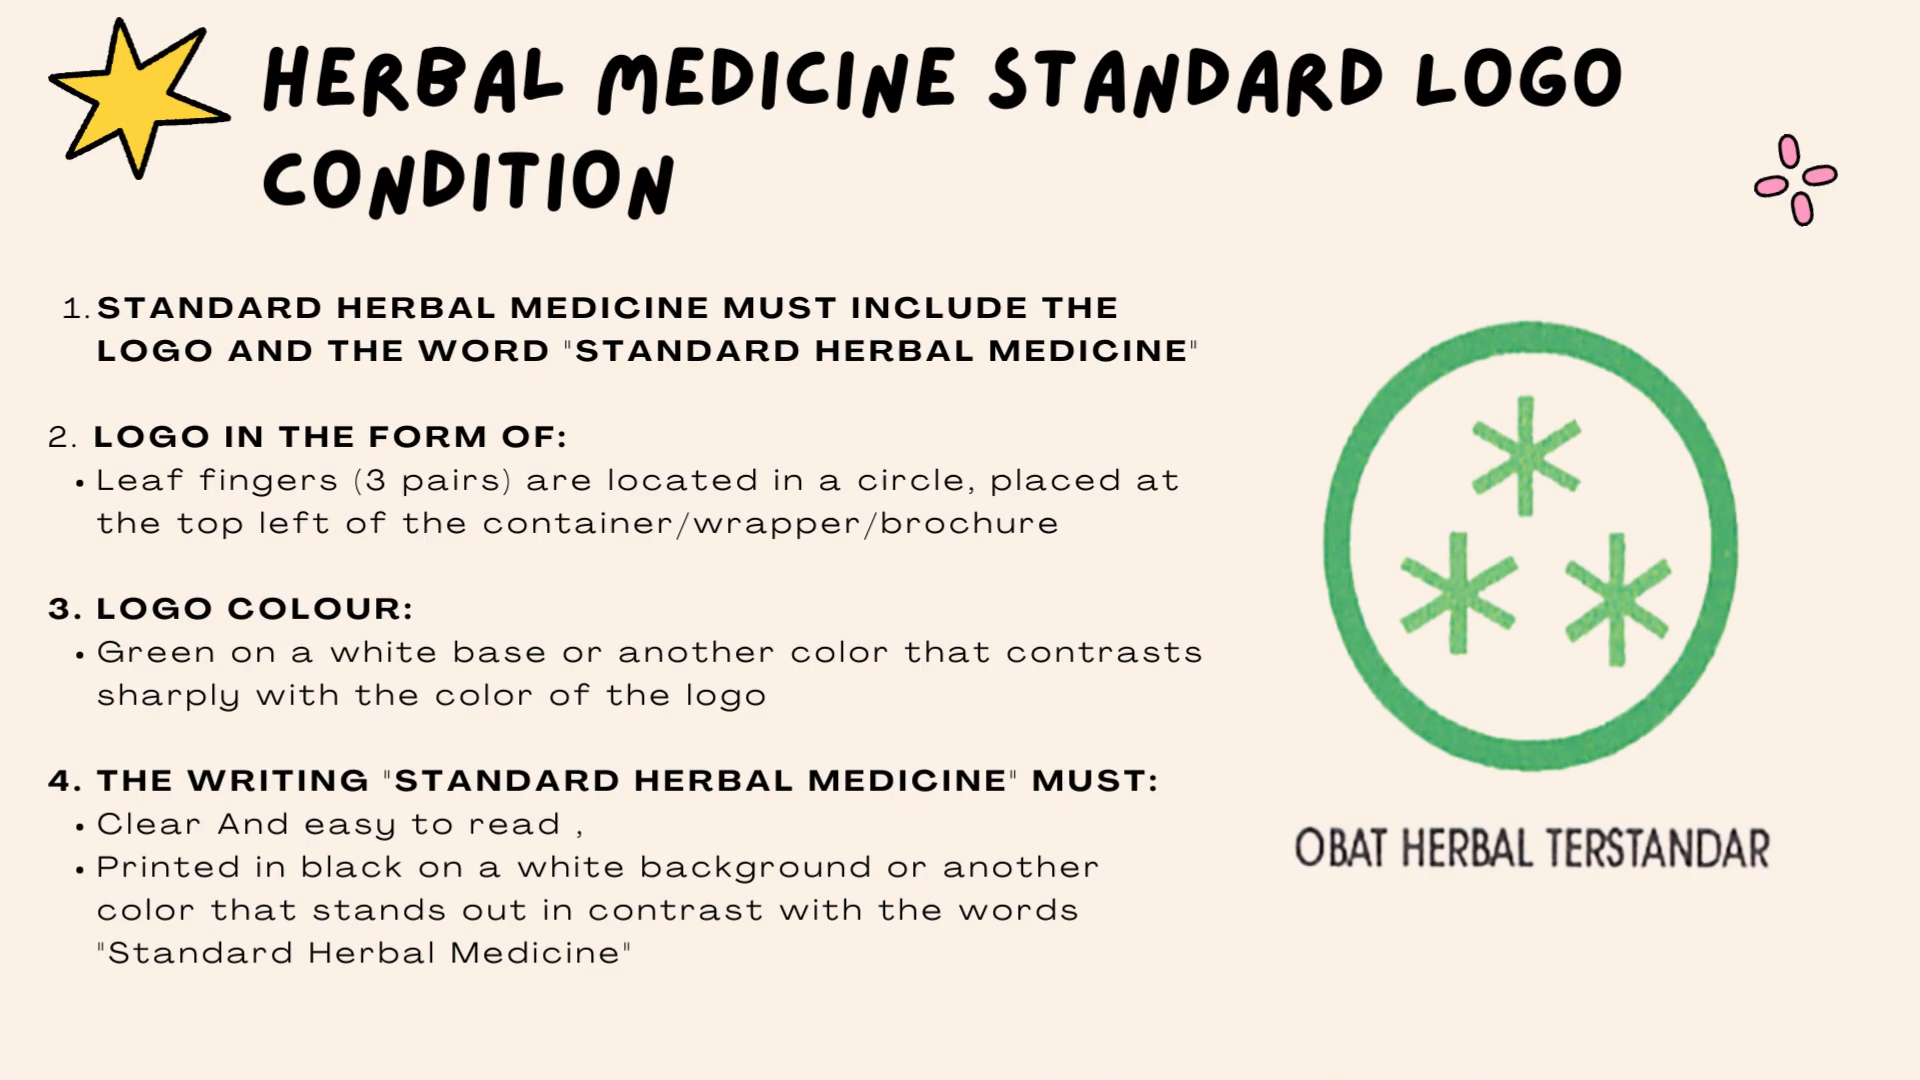 HERBAL MEDICINE STANDARD LOGO
CONDITION
1. STANDARD HERBAL MEDICINE MUST INCLUDE THE
LOGO AND THE WORD "STANDARD HERBAL MEDICINE"
2. LOGO IN THE FORM OF:
• Leaf fingers (3 pairs) are located in a circle, placed at
the top left of the container/wrapper/brochure
3. LOGO COLOUR:
• Green on a white base or another color that contrasts
sharply with the color of the logo
4. THE WRITING "STANDARD HERBAL MEDICINE" MUST:
• Clear And easy to read ,
• Printed in black on a white background or another
color that stands out in contrast with the words
"Standard Herbal Medicine"
OBAT HERBAL TERSTANDAR